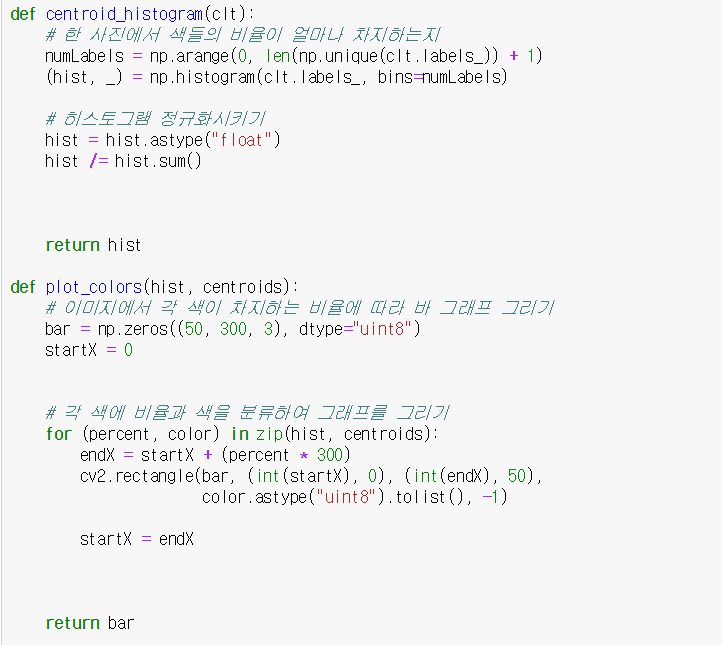 def centroid_histogram(clt):
    # 한 사진에서 색들의 비율이 얼마나 차지하는지
    numLabels = np.arange(0, len(np.unique(clt.labels_)) + 1)
    (hist, _) = np.histogram(clt.labels_, bins=numLabels)
    # 히스토그램 정규화시키기
    hist = hist.astype("float")
    hist /= hist.sum()
    return hist
def plot_colors(hist, centroids):
    # 이미지에서 각 색이 차지하는 비율에 따라 바 그래프 그리기
    bar = np.zeros((50, 300, 3), dtype="uint8")
    startX = 0
    # 각 색에 비율과 색을 분류하여 그래프를 그리기
    for (percent, color) in zip(hist, centroids):
        endX = startX + (percent * 300)
        cv2.rectangle(bar, (int(startX), 0), (int(endX), 50),
                      color.astype("uint8").tolist(), -1)
        startX = endX
    return bar